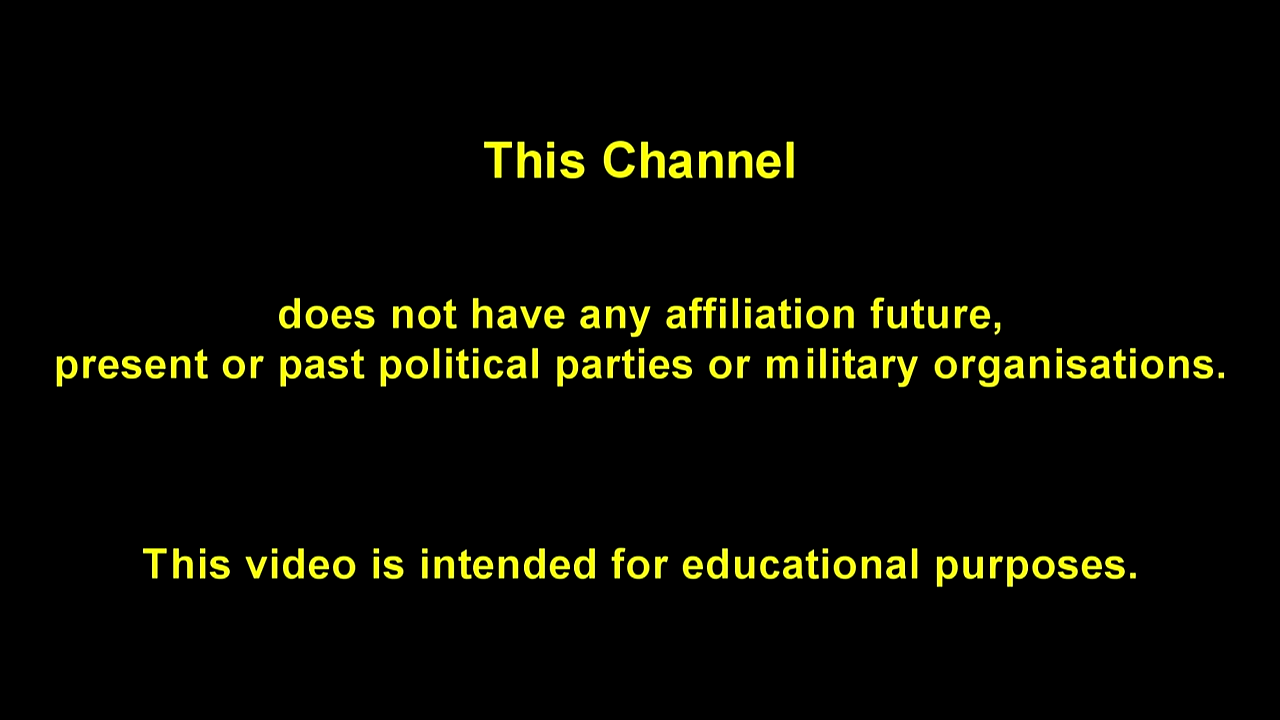 This Channel
does not have any affiliation future,
present or past political parties or military organisations.
This video is intended for educational purposes.